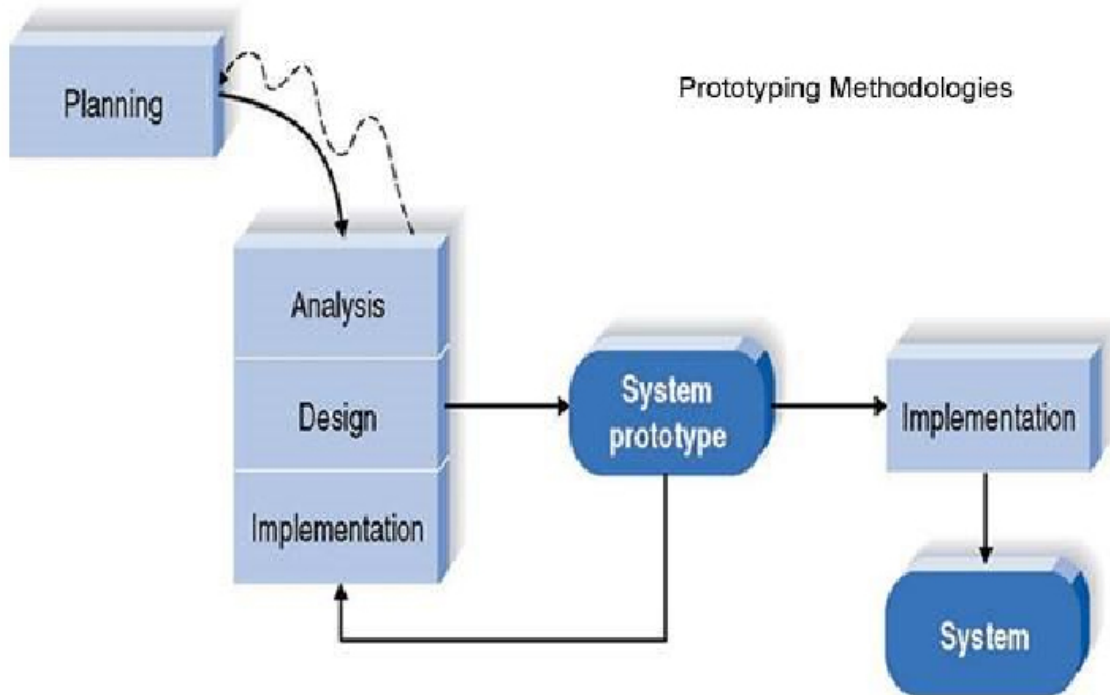 Prototyping Methodologies
Planning
Analysis
Design
Implementation
System
prototype
Implementation
System